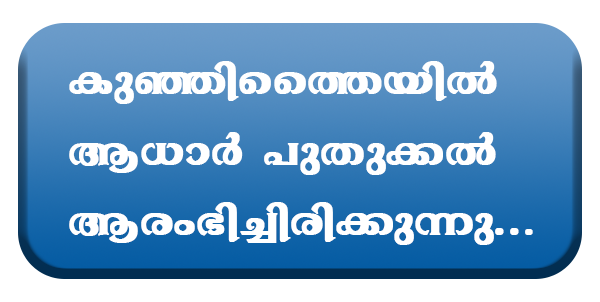 കുഞ്ഞിത്തൈയിൽ
ആധാർ പുതുക്കൽ
ആരംഭിച്ചിരിക്കുന്നു...